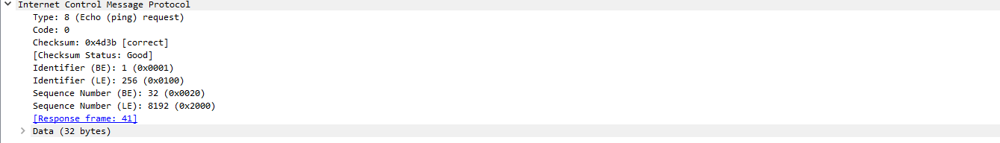 Internet Control Message Protocol
Type: 8 (Echo (ping) request)
Code: 0
Checksum: 0x4d3b [correct]
[Checksum Status: Good]
Identifier (BE): 1 (0x0001)
Identifier (LE): 256 (0x0100)
Sequence Number (BE): 32 (0x0020)
Sequence Number (LE): 8192 (0x2000)
[Response frame: 41]
Data (32 bytes)